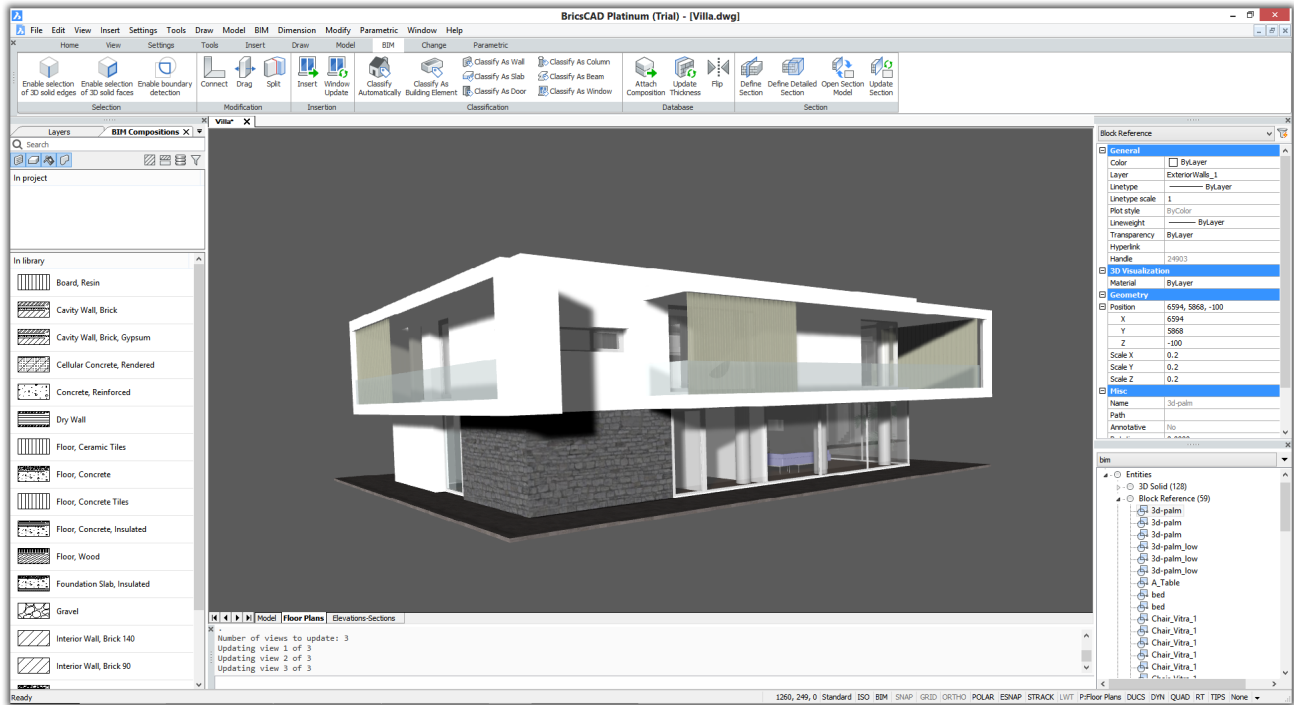 BricsCAD Platinum (Trial) - [Villa.dwg]
File Edit View Insert Settings Tools Draw Model BIM Dimension Modify Parametric Window Help
Home View Settings Tools Insert Draw Model BIM Change Parametric
Enable selection of 3D solid edges
Enable selection of 3D solid faces
Enable boundary detection
Connect Drag Split
Insert Window Update
Classify Automatically
Classify As Building Element
Classify As Wall
Classify As Slab
Classify As Door
Classify As Column
Classify As Beam
Classify As Window
Attach Composition
Update Thickness
Flip
Define Section
Define Detailed Section
Open Section Model
Update Section
Selection Modification Insertion Classification Database Section
Layers BIM Compositions X
Search
In project
In library
Board, Resin
Cavity Wall, Brick
Cavity Wall, Brick, Gypsum
Cellular Concrete, Rendered
Concrete, Reinforced
Dry Wall
Floor, Ceramic Tiles
Floor, Concrete
Floor, Concrete Tiles
Floor, Concrete, Insulated
Floor, Wood
Foundation Slab, Insulated
Gravel
Interior Wall, Brick 140
Interior Wall, Brick 90
Villa* X
Model Floor Plans Elevations-Sections
Number of views to update: 3
Updating view 1 of 3
Updating view 2 of 3
Updating view 3 of 3
Block Reference
General
Color ByLayer
Layer ExteriorWalls_1
Linetype ByLayer
Linetype scale 1
Plot style ByColor
Lineweight ByLayer
Transparency ByLayer
Hyperlink
Handle 24903
3D Visualization
Material ByLayer
Geometry
Position 6594, 5868, -100
X 6594
Y 5868
Z -100
Scale X 0.2
Scale Y 0.2
Scale Z 0.2
Misc
Name 3d-palm
Path
Annotative No
bim
Entities
3D Solid (128)
Block Reference (59)
3d-palm
3d-palm
3d-palm
3d-palm_low
3d-palm_low
3d-palm_low
A_Table
bed
bed
Chair_Vitra_1
Chair_Vitra_1
Chair_Vitra_1
Chair_Vitra_1
Chair_Vitra_1
Ready
1260, 249, 0 Standard ISO BIM SNAP GRID ORTHO POLAR ESNAP STRACK LWT P:Floor Plans DUCS DYN QUAD RT TIPS None